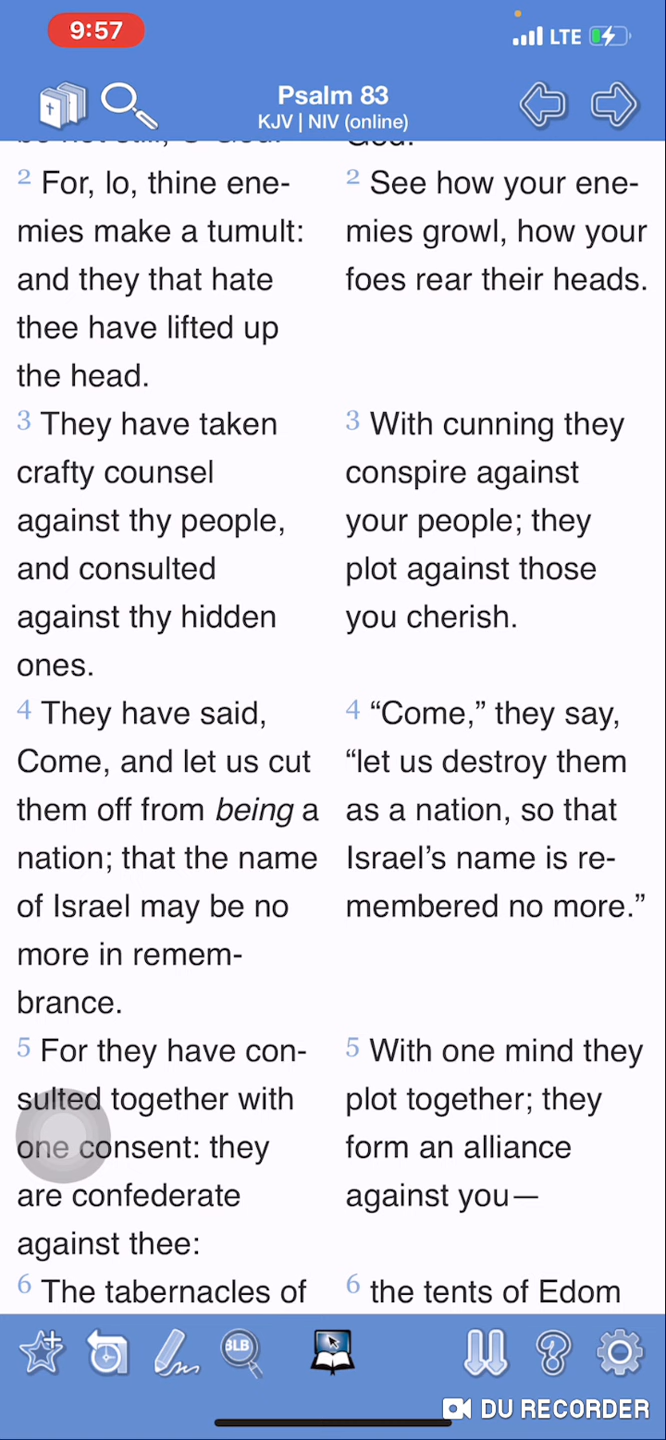 9:57
LTE
Psalm 83
KJV | NIV (online)
be not still, O God.
God.
2 For, lo, thine ene-
mies make a tumult:
and they that hate
thee have lifted up
the head.
3 They have taken
crafty counsel
against thy people,
and consulted
against thy hidden
ones.
4 They have said,
Come, and let us cut
them off from being a
nation; that the name
of Israel may be no
more in remem-
brance.
5 For they have con-
sulted together with
one consent: they
are confederate
against thee:
6 The tabernacles of
2 See how your ene-
mies growl, how your
foes rear their heads.
3 With cunning they
conspire against
your people; they
plot against those
you cherish.
4 “Come,” they say,
“let us destroy them
as a nation, so that
Israel’s name is re-
membered no more.”
5 With one mind they
plot together; they
form an alliance
against you—
6 the tents of Edom
BLB
DU RECORDER